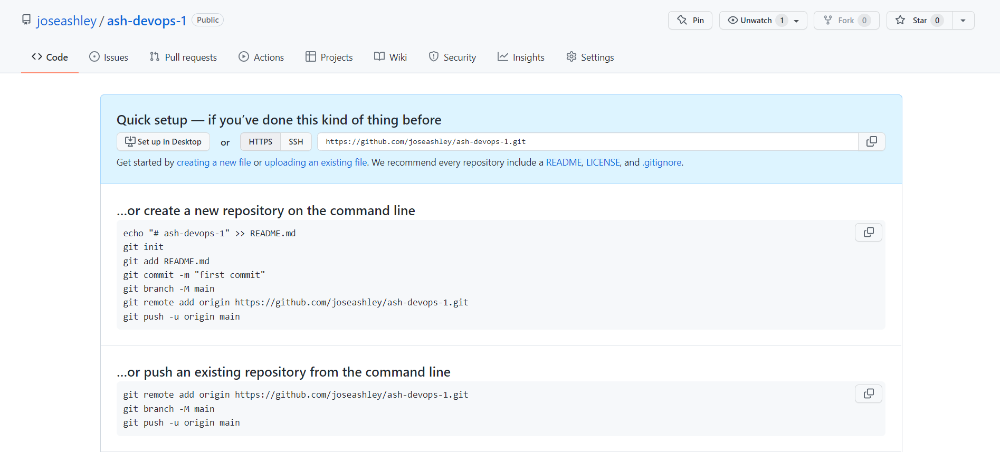 joseashley / ash-devops-1 Public
Pin Unwatch 1 Fork 0 Star 0
Code Issues Pull requests Actions Projects Wiki Security Insights Settings
Quick setup — if you’ve done this kind of thing before
Set up in Desktop or HTTPS SSH https://github.com/joseashley/ash-devops-1.git
Get started by creating a new file or uploading an existing file. We recommend every repository include a README, LICENSE, and .gitignore.
…or create a new repository on the command line
echo "# ash-devops-1" >> README.md
git init
git add README.md
git commit -m "first commit"
git branch -M main
git remote add origin https://github.com/joseashley/ash-devops-1.git
git push -u origin main
…or push an existing repository from the command line
git remote add origin https://github.com/joseashley/ash-devops-1.git
git branch -M main
git push -u origin main